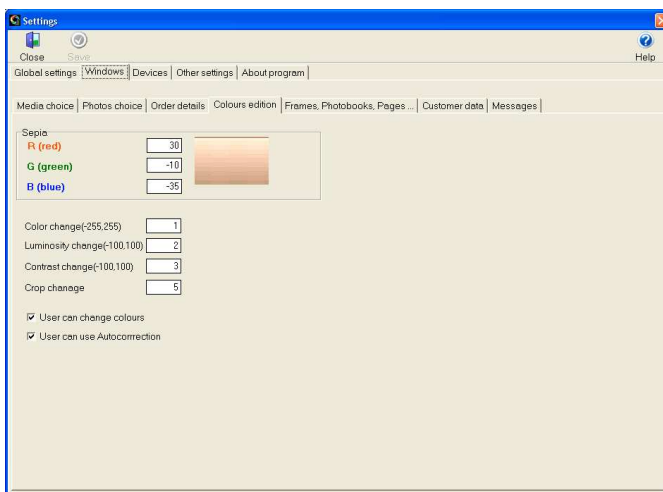 Settings
Close Save Help
Global settings Windows Devices Other settings About program
Media choice Photos choice Order details Colours edition Frames, Photobooks, Pages ... Customer data Messages
Sepia
R (red) 30
G (green) -10
B (blue) -35
Color change(-255,255) 1
Luminosity change(-100,100) 2
Contrast change(-100,100) 3
Crop chanage 5
User can change colours
User can use Autocorrrection